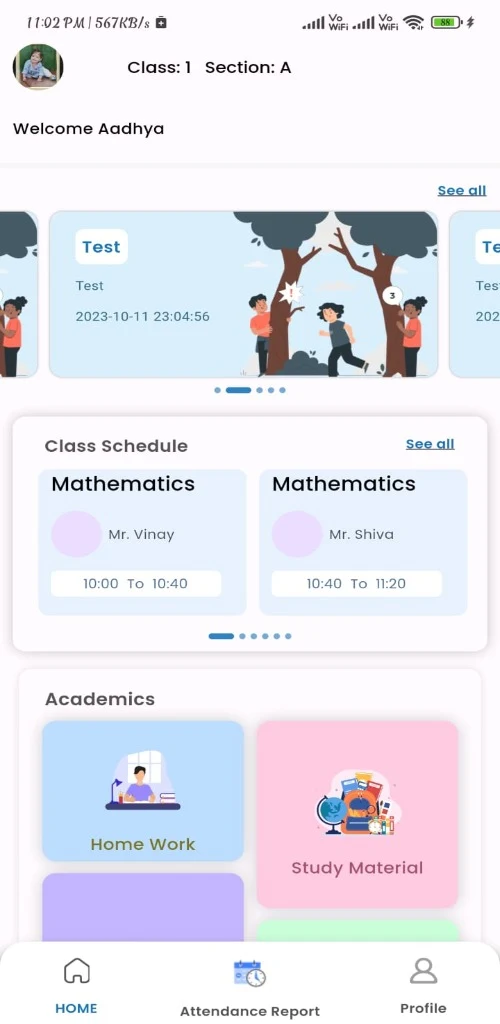 11:02 PM | 567KB/s
Vo WiFi
Vo WiFi
88
Class: 1 Section: A
Welcome Aadhya
See all
Test
Test
2023-10-11 23:04:56
3
Te
Tes
202
Class Schedule
See all
Mathematics
Mr. Vinay
10:00 To 10:40
Mathematics
Mr. Shiva
10:40 To 11:20
Academics
Home Work
Study Material
HOME
Attendance Report
Profile